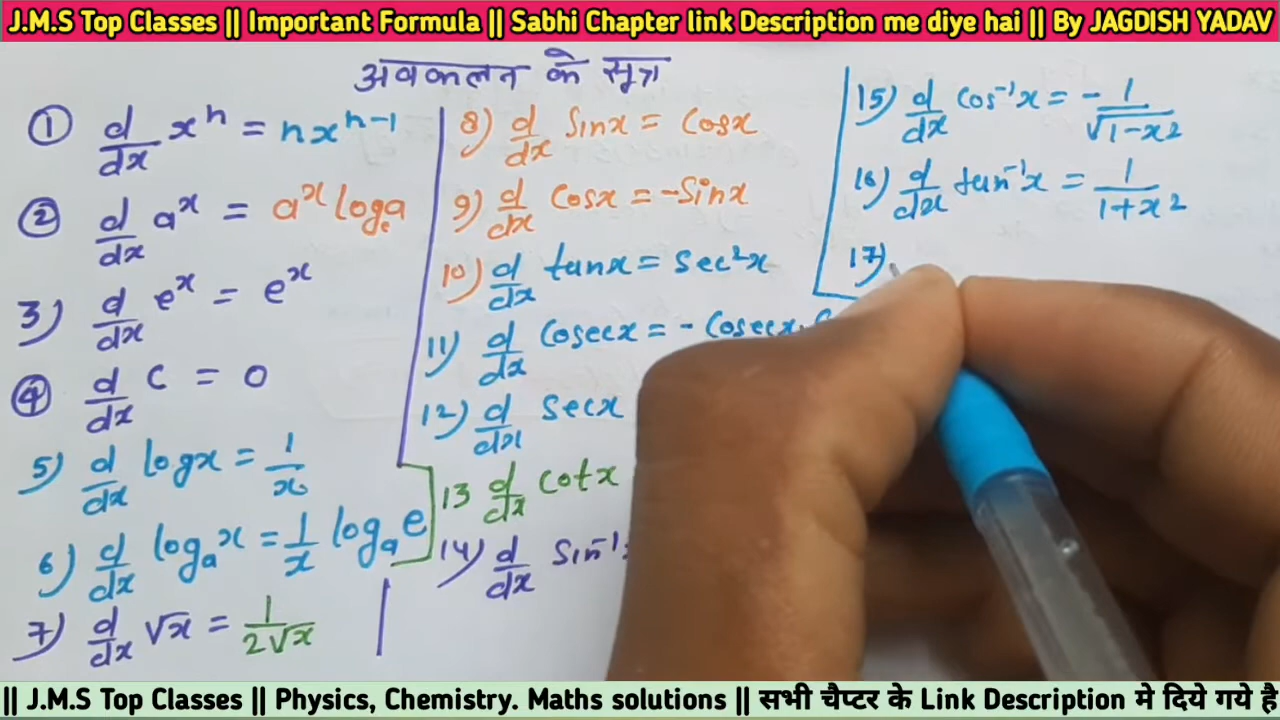 J.M.S Top Classes || Important Formula || Sabhi Chapter link Description me diye hai || By JAGDISH YADAV
अवकलन के सूत्र
① d/dx xⁿ = nxⁿ⁻¹
② d/dx aˣ = aˣ logₑa
3) d/dx eˣ = eˣ
④ d/dx C = 0
5) d/dx logx = 1/x
6) d/dx logₐx = 1/x logₐe
7) d/dx √x = 1/2√x
8) d/dx Sinx = Cosx
9) d/dx Cosx = -Sinx
10) d/dx tanx = Sec²x
11) d/dx Cosecx = - Cosecx.
12) d/dx Secx
13 d/dx Cotx
14) d/dx Sin⁻¹
15) d/dx Cos⁻¹x = - 1/√1-x²
16) d/dx tan⁻¹x = 1/1+x²
17)
|| J.M.S Top Classes || Physics, Chemistry. Maths solutions || सभी चैप्टर के Link Description मे दिये गये है